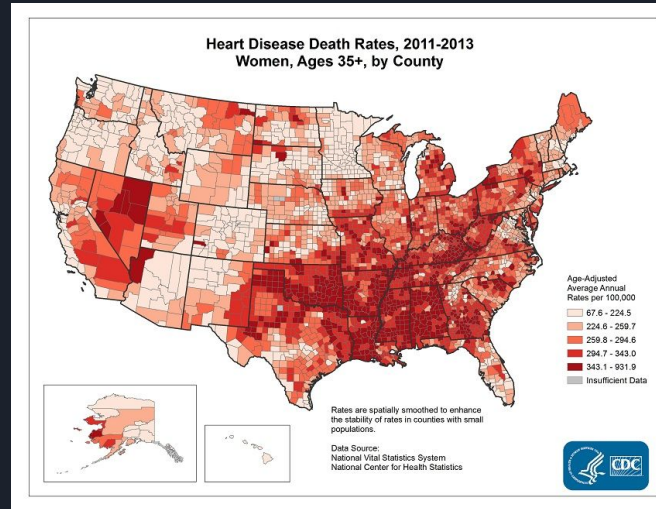 Heart Disease Death Rates, 2011-2013
Women, Ages 35+, by County
Age-Adjusted
Average Annual
Rates per 100,000
67.6 - 224.5
224.6 - 259.7
259.8 - 294.6
294.7 - 343.0
343.1 - 931.9
Insufficient Data
Rates are spatially smoothed to enhance
the stability of rates in counties with small
populations.
Data Source:
National Vital Statistics System
National Center for Health Statistics
CDC